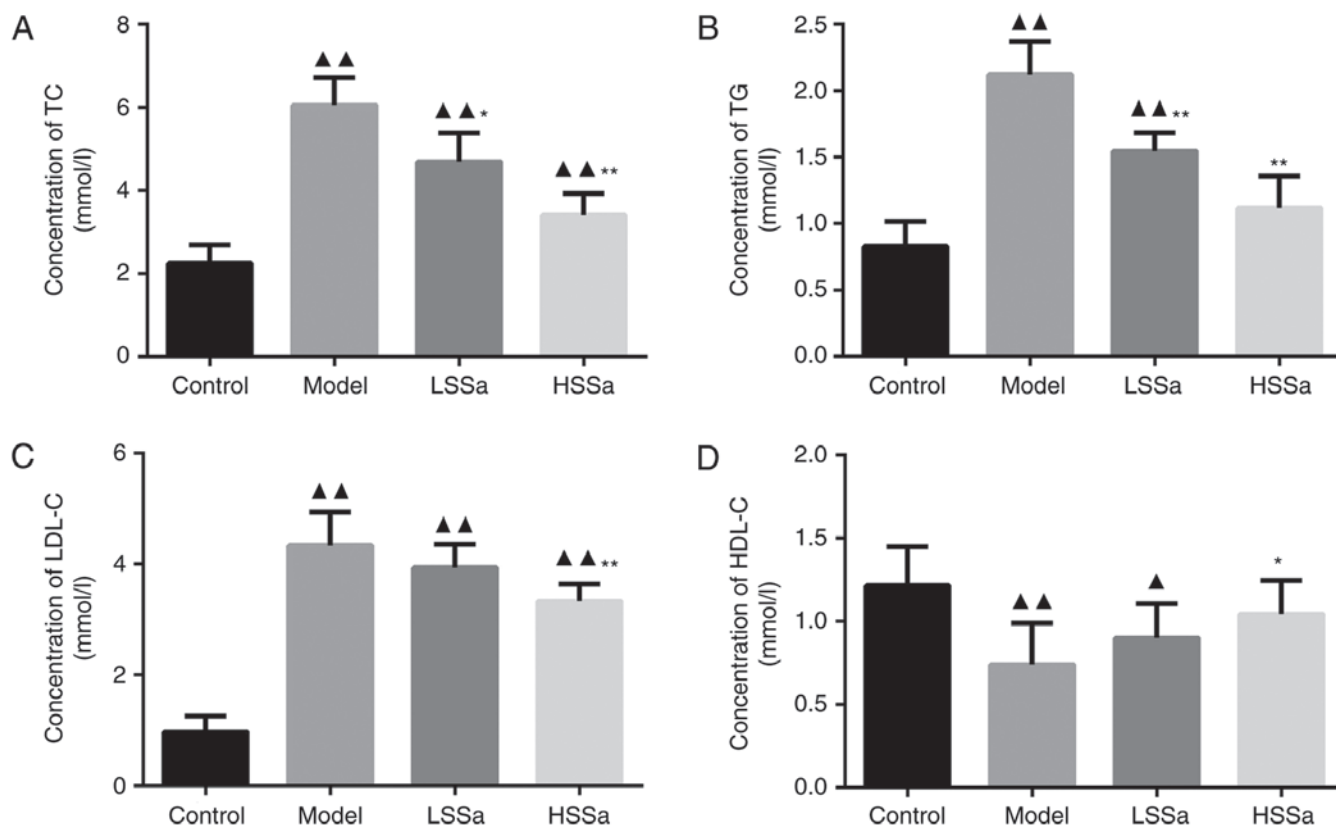 A
Concentration of TC
(mmol/l)
8
6
4
2
0
▲▲
▲▲*
▲▲**
Control Model LSSa HSSa
B
Concentration of TG
(mmol/l)
2.5
2.0
1.5
1.0
0.5
0.0
▲▲
▲▲**
**
Control Model LSSa HSSa
C
Concentration of LDL-C
(mmol/l)
6
4
2
0
▲▲
▲▲
▲▲**
Control Model LSSa HSSa
D
Concentration of HDL-C
(mmol/l)
2.0
1.5
1.0
0.5
0.0
▲▲
▲
*
Control Model LSSa HSSa